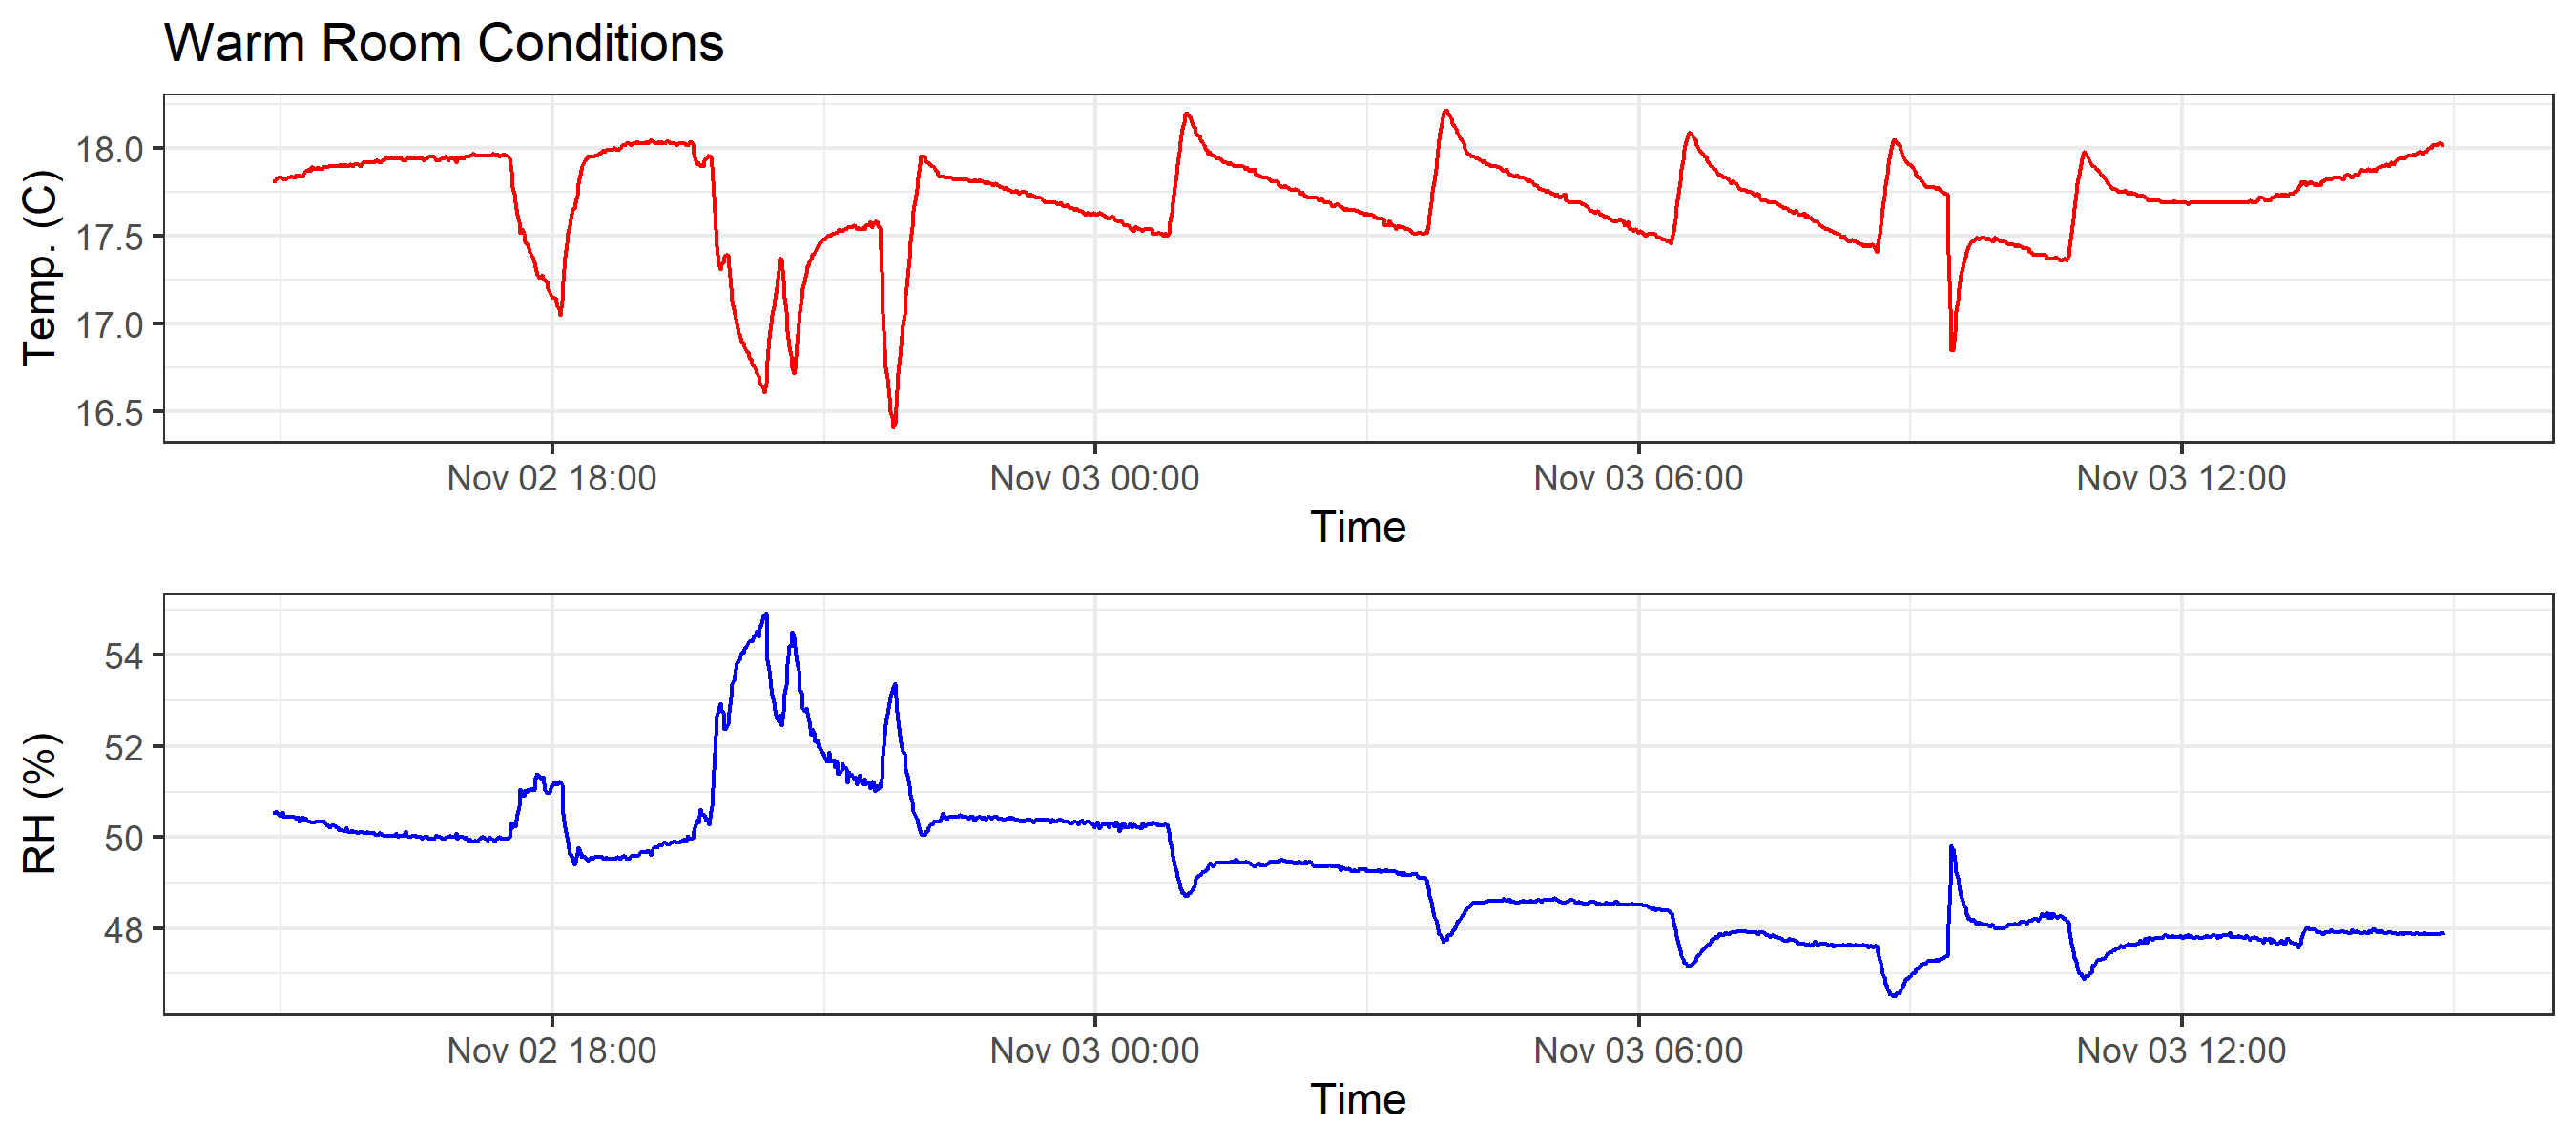 Warm Room Conditions
Temp. (C)
18.0
17.5
17.0
16.5
Nov 02 18:00 Nov 03 00:00 Nov 03 06:00 Nov 03 12:00
Time
RH (%)
54
52
50
48
Nov 02 18:00 Nov 03 00:00 Nov 03 06:00 Nov 03 12:00
Time